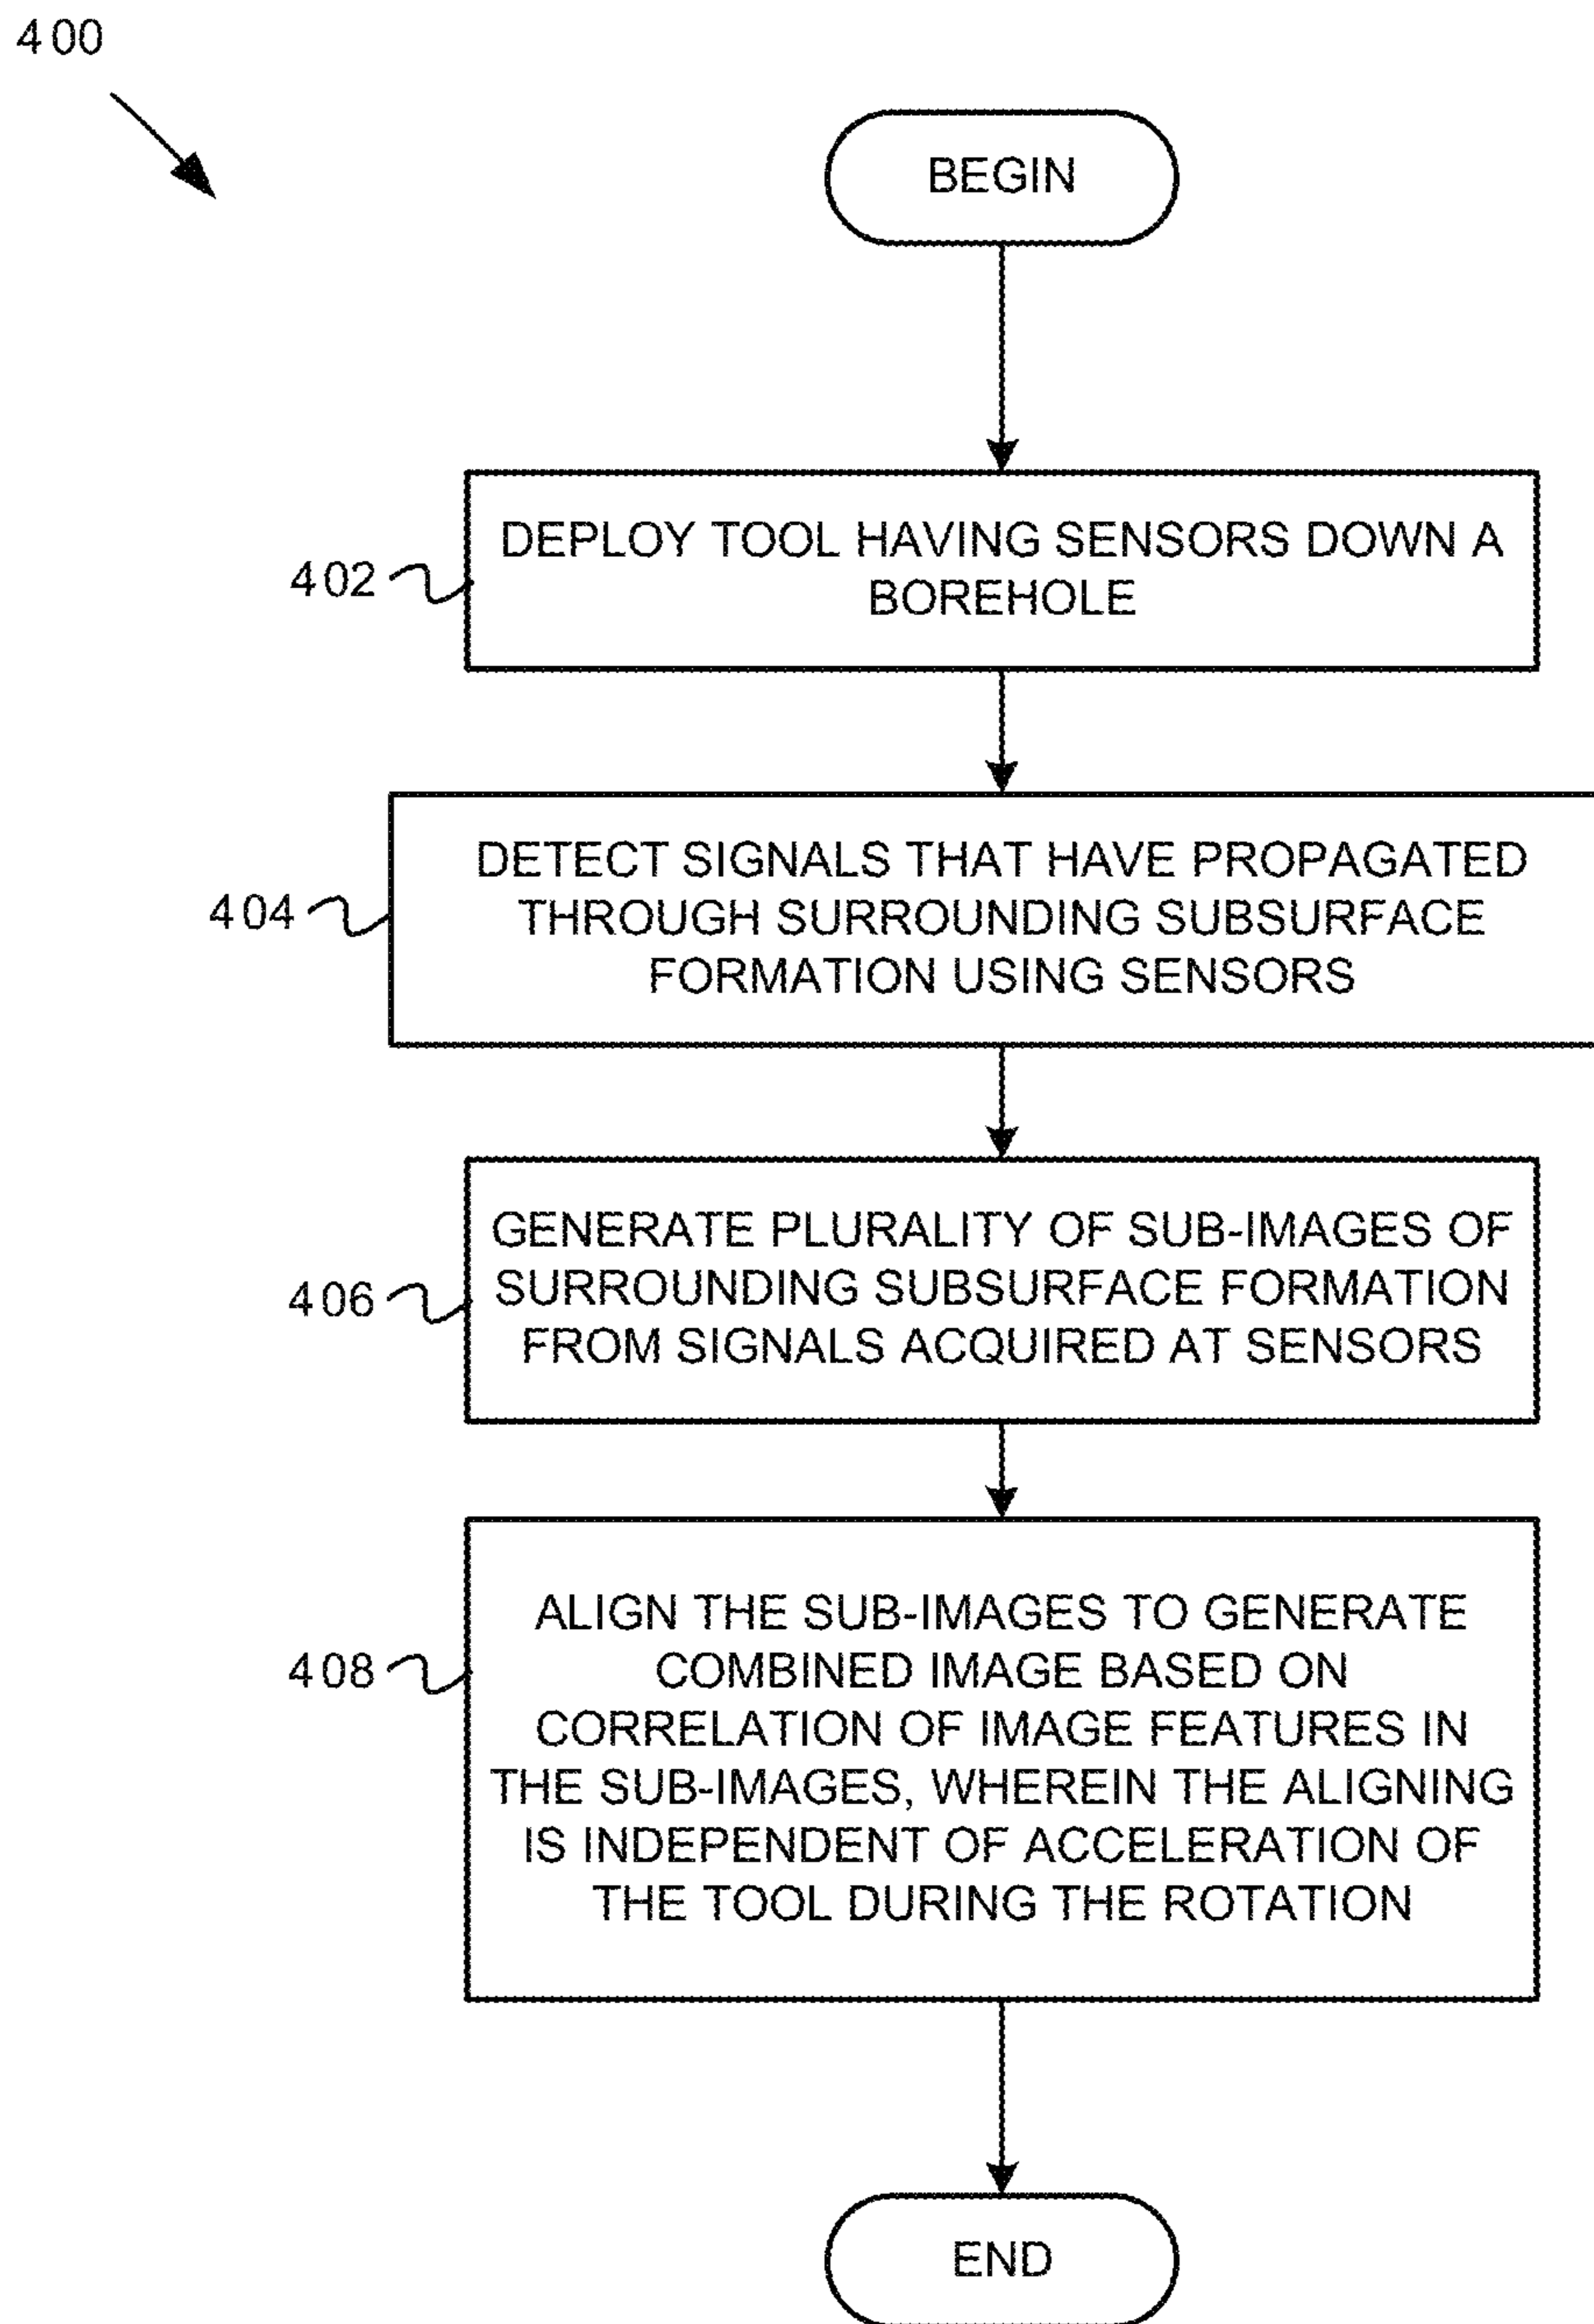 400
BEGIN
402
DEPLOY TOOL HAVING SENSORS DOWN A
BOREHOLE
404
DETECT SIGNALS THAT HAVE PROPAGATED
THROUGH SURROUNDING SUBSURFACE
FORMATION USING SENSORS
406
GENERATE PLURALITY OF SUB-IMAGES OF
SURROUNDING SUBSURFACE FORMATION
FROM SIGNALS ACQUIRED AT SENSORS
408
ALIGN THE SUB-IMAGES TO GENERATE
COMBINED IMAGE BASED ON
CORRELATION OF IMAGE FEATURES IN
THE SUB-IMAGES, WHEREIN THE ALIGNING
IS INDEPENDENT OF ACCELERATION OF
THE TOOL DURING THE ROTATION
END